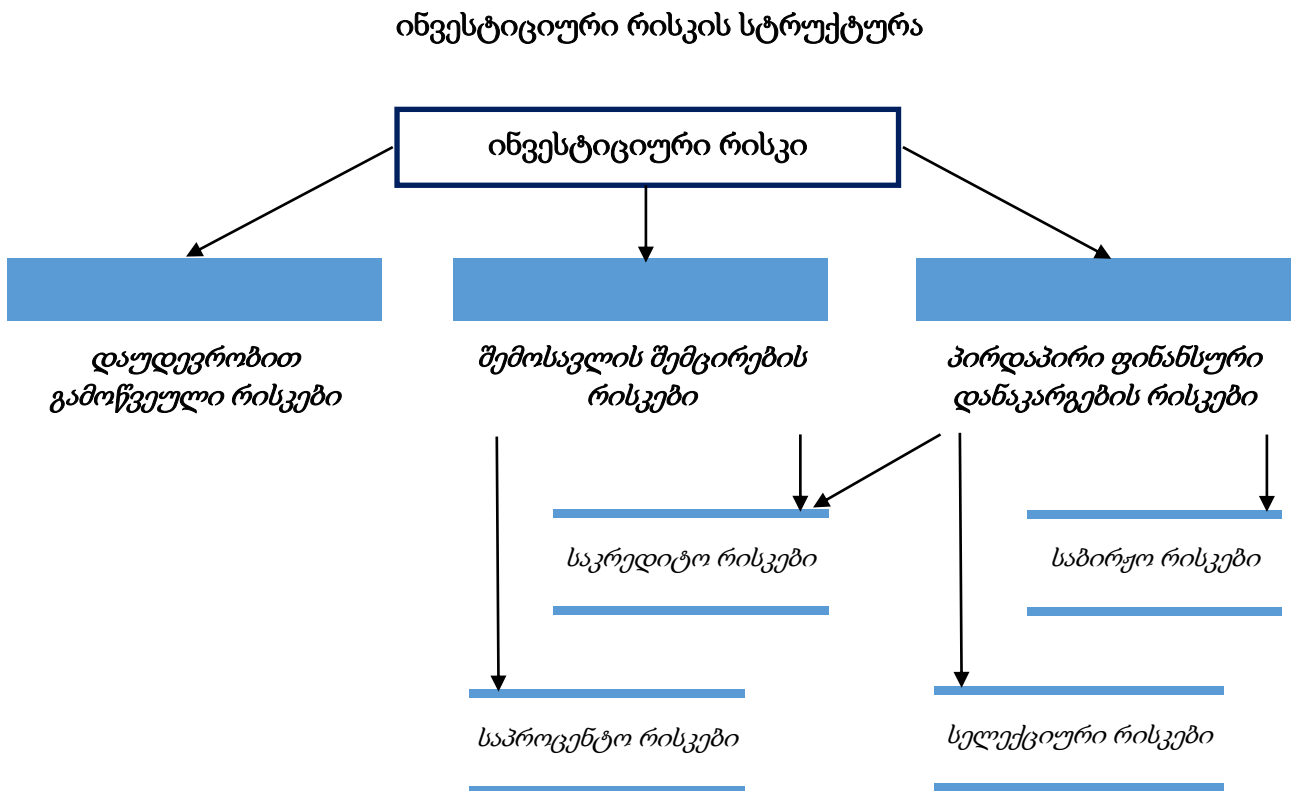 ინვესტიციური რისკის სტრუქტურა
ინვესტიციური რისკი
დაუდევრობით
გამოწვეული რისკები
შემოსავლის შემცირების
რისკები
პირდაპირი ფინანსური
დანაკარგების რისკები
საკრედიტო რისკები
საბირჟო რისკები
საპროცენტო რისკები
სელექციური რისკები